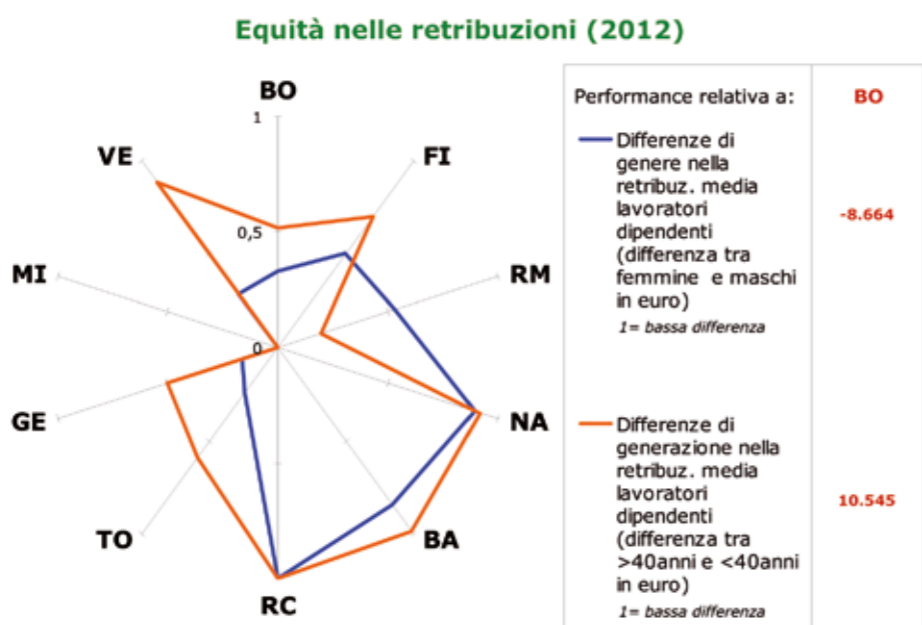 Equità nelle retribuzioni (2012)
BO
1
VE
FI
0,5
MI
RM
0
GE
NA
TO
BA
RC
Performance relativa a:
BO
Differenze di
genere nella
retribuz. media
lavoratori
dipendenti
(differenza tra
femmine e maschi
in euro)
1= bassa differenza
-8.664
Differenze di
generazione nella
retribuz. media
lavoratori
dipendenti
(differenza tra
>40anni e <40anni
in euro)
1= bassa differenza
10.545